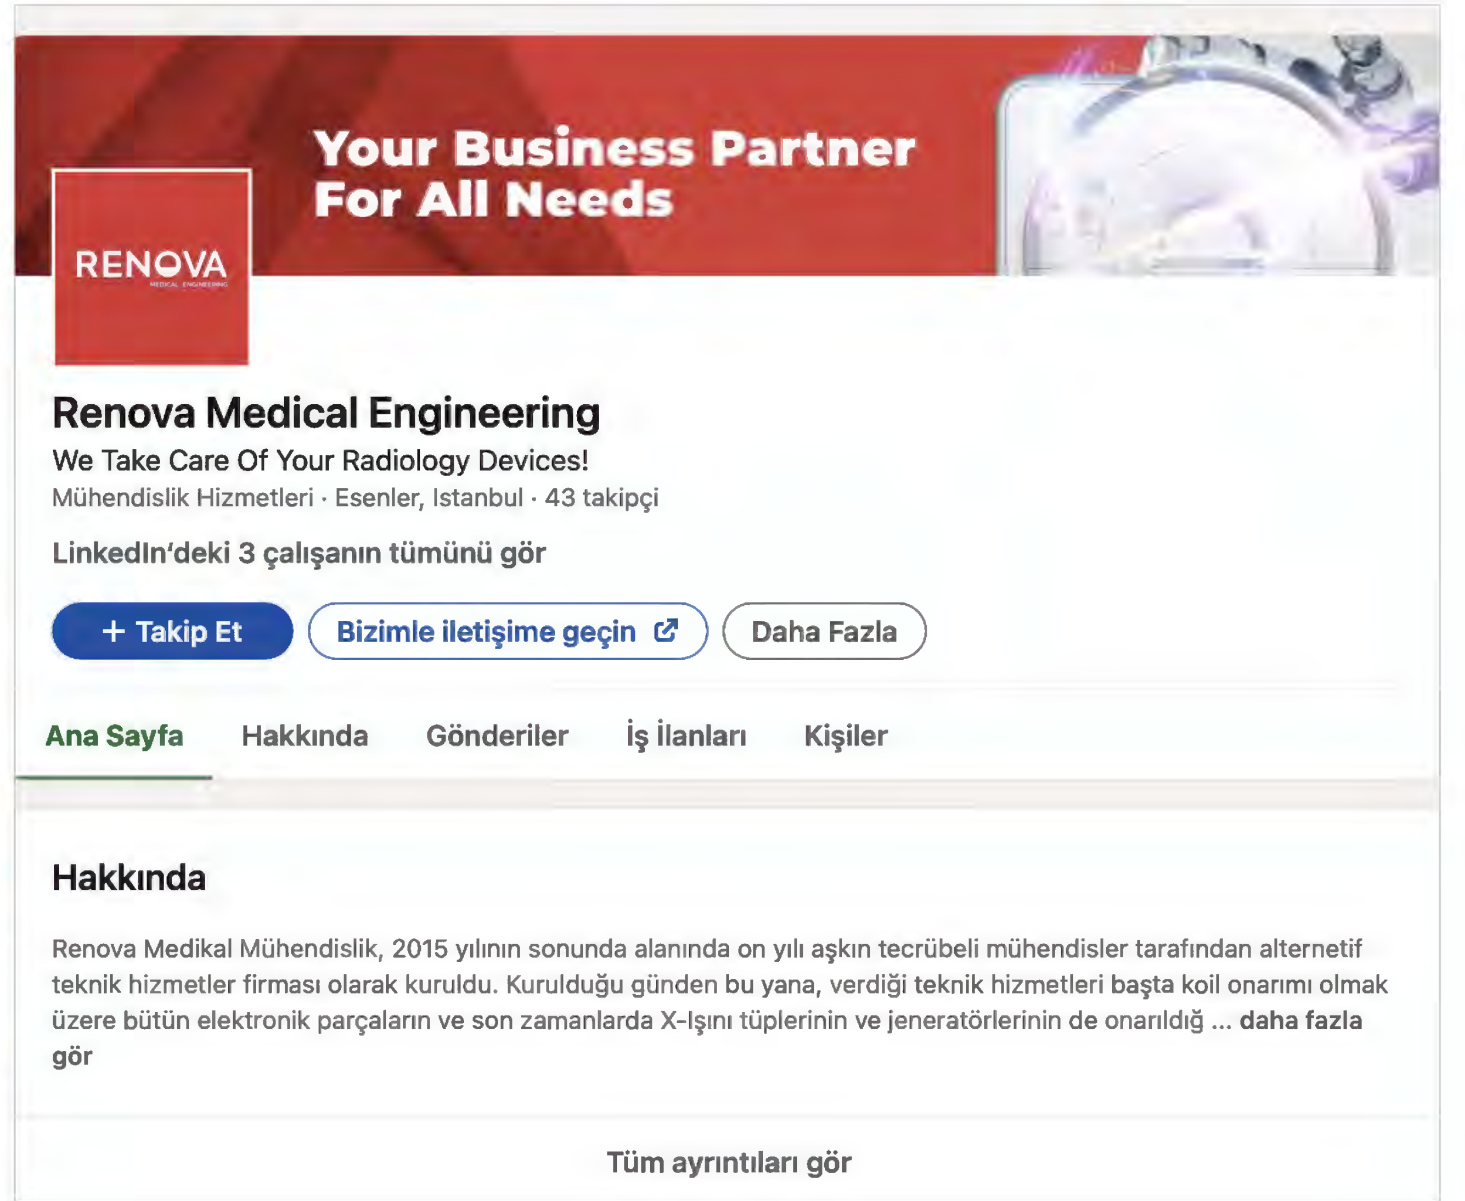 Your Business Partner
For All Needs
RENOVA
MEDICAL ENGINEERING
Renova Medical Engineering
We Take Care Of Your Radiology Devices!
Mühendislik Hizmetleri · Esenler, Istanbul · 43 takipçi
LinkedIn'deki 3 çalışanın tümünü gör
+ Takip Et
Bizimle iletişime geçin
Daha Fazla
Ana Sayfa
Hakkında
Gönderiler
İş İlanları
Kişiler
Hakkında
Renova Medikal Mühendislik, 2015 yılının sonunda alanında on yılı aşkın tecrübeli mühendisler tarafından alternetif
teknik hizmetler firması olarak kuruldu. Kurulduğu günden bu yana, verdiği teknik hizmetleri başta koil onarımı olmak
üzere bütün elektronik parçaların ve son zamanlarda X-Işını tüplerinin ve jeneratörlerinin de onarıldığ ... daha fazla
gör
Tüm ayrıntıları gör